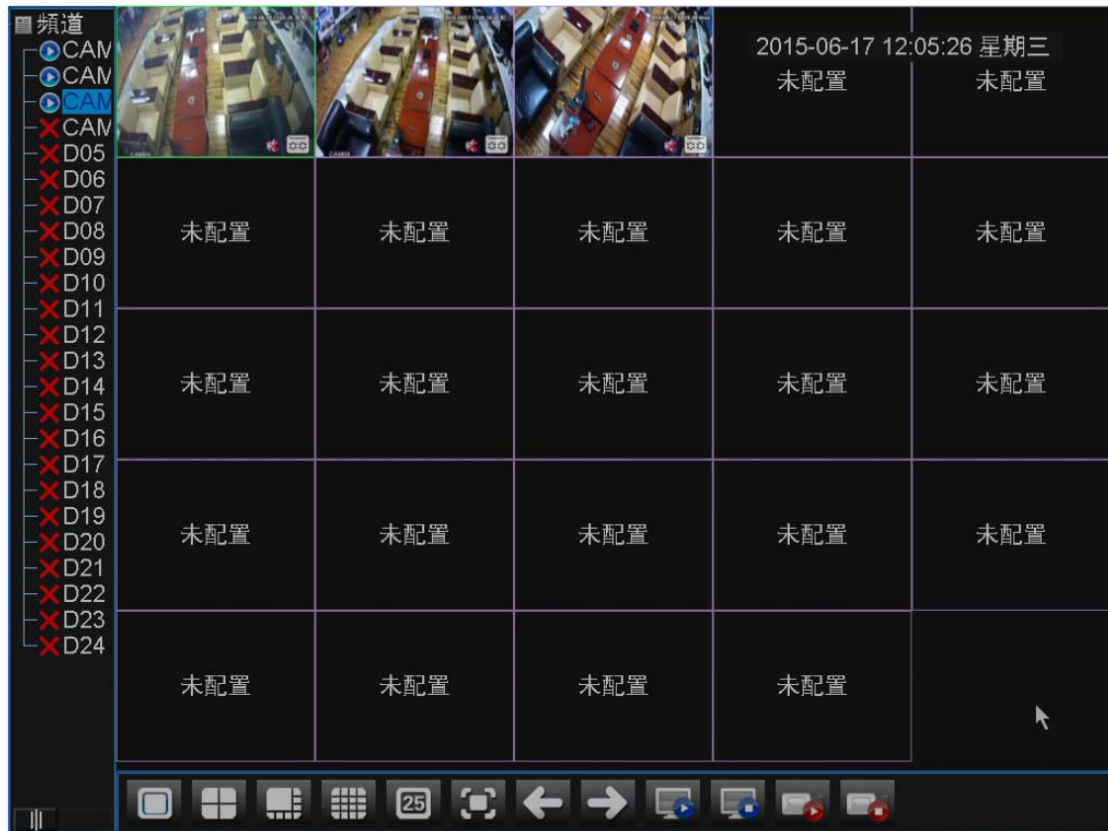 頻道
CAM
CAM
CAM
CAM
D05
D06
D07
D08
D09
D10
D11
D12
D13
D14
D15
D16
D17
D18
D19
D20
D21
D22
D23
D24
2015-06-17 12:05:26 星期三
未配置 未配置
未配置 未配置 未配置 未配置 未配置
未配置 未配置 未配置 未配置 未配置
未配置 未配置 未配置 未配置 未配置
未配置 未配置 未配置 未配置
25